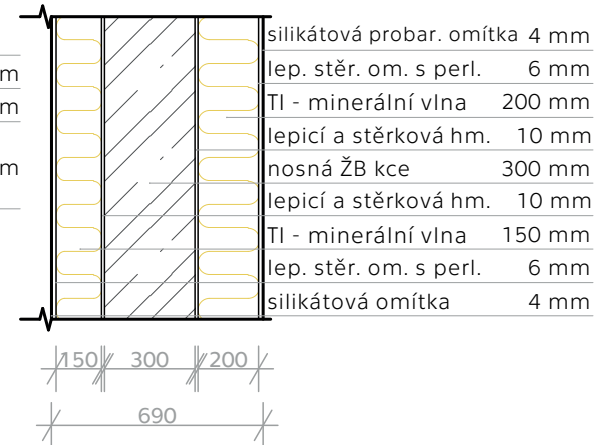 silikátová probar. omítka 4 mm
m
lep. stěr. om. s perl. 6 mm
m
TI - minerální vlna 200 mm
lepicí a stěrková hm. 10 mm
m
nosná ŽB kce 300 mm
lepicí a stěrková hm. 10 mm
TI - minerální vlna 150 mm
lep. stěr. om. s perl. 6 mm
silikátová omítka 4 mm
150 300 200
690